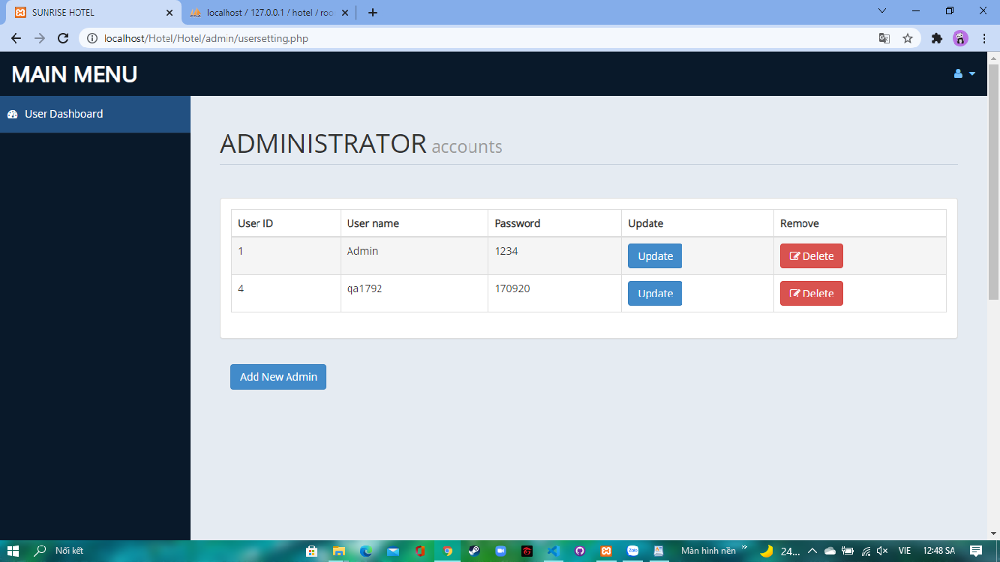 SUNRISE HOTEL
localhost / 127.0.0.1 / hotel / roo
localhost/Hotel/Hotel/admin/usersetting.php
MAIN MENU
User Dashboard
ADMINISTRATOR accounts
User ID User name Password Update Remove
1 Admin 1234 Update Delete
4 qa1792 170920 Update Delete
Add New Admin
Nối kết
Zalo
Màn hình nền
24...
VIE
12:48 SA